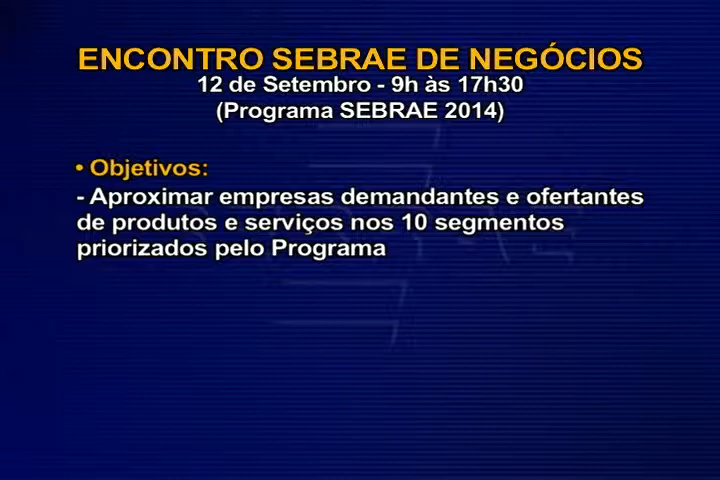 ENCONTRO SEBRAE DE NEGÓCIOS
12 de Setembro - 9h às 17h30
(Programa SEBRAE 2014)
• Objetivos:
- Aproximar empresas demandantes e ofertantes
de produtos e serviços nos 10 segmentos
priorizados pelo Programa